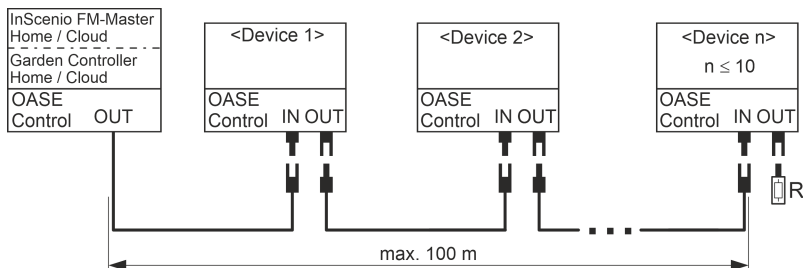 InScenio FM-Master
Home / Cloud
Garden Controller
Home / Cloud
OASE
Control OUT
<Device 1>
OASE
Control IN OUT
<Device 2>
OASE
Control IN OUT
<Device n>
n ≤ 10
OASE
Control IN OUT
R
max. 100 m